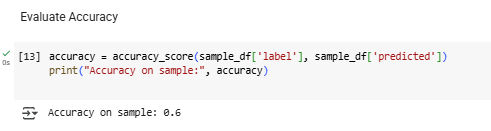 Evaluate Accuracy
[13] accuracy = accuracy_score(sample_df['label'], sample_df['predicted'])
print("Accuracy on sample:", accuracy)
0s
Accuracy on sample: 0.6